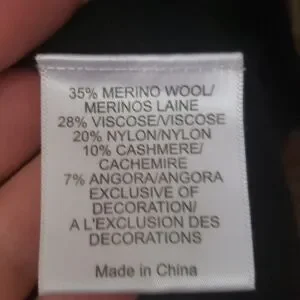 35% MERINO WOOL/
MERINOS LAINE
28% VISCOSE/VISCOSE
20% NYLON/NYLON
10% CASHMERE/
CACHEMIRE
7% ANGORA/ANGORA
EXCLUSIVE OF
DECORATION/
A L'EXCLUSION DES
DECORATIONS
Made in China